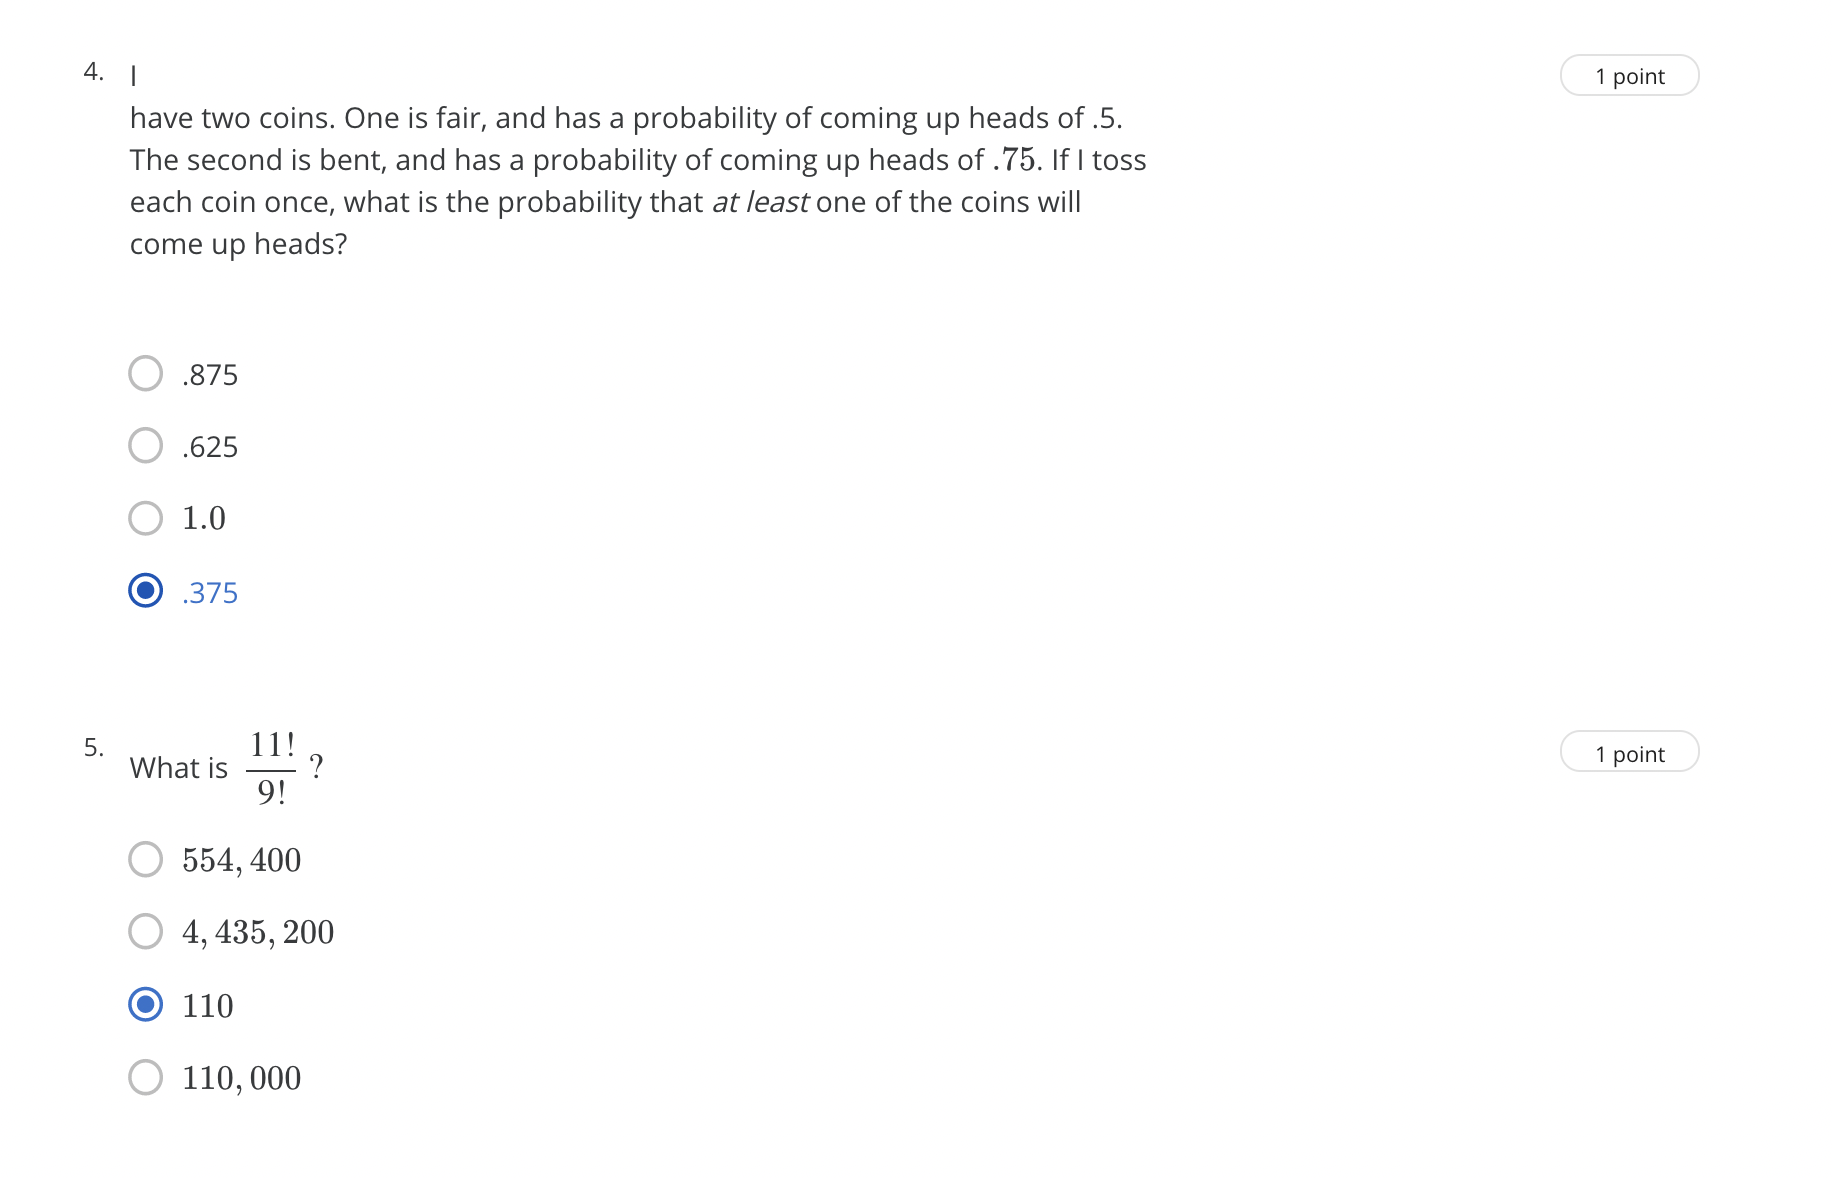 4. I
1 point
have two coins. One is fair, and has a probability of coming up heads of .5.
The second is bent, and has a probability of coming up heads of .75. If I toss
each coin once, what is the probability that at least one of the coins will
come up heads?
.875
.625
1.0
.375
5. What is 11!/9! ?
1 point
554,400
4,435,200
110
110,000